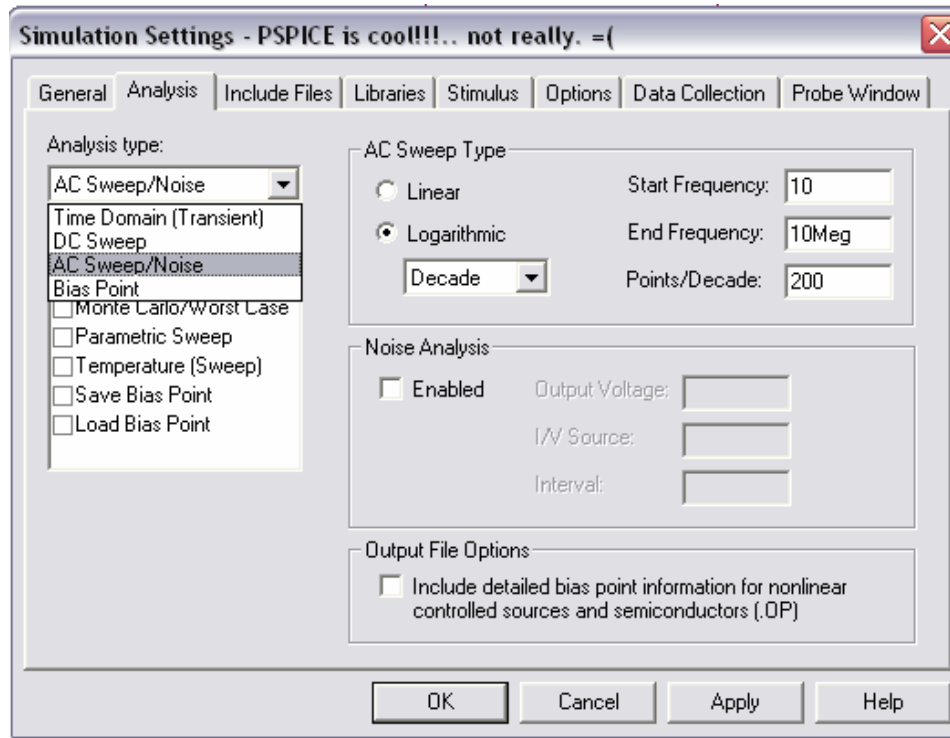 Simulation Settings - PSPICE is cool!!!.. not really. =(
General Analysis Include Files Libraries Stimulus Options Data Collection Probe Window
Analysis type:
AC Sweep/Noise
Time Domain (Transient)
DC Sweep
AC Sweep/Noise
Bias Point
Monte Carlo/Worst Case
Parametric Sweep
Temperature (Sweep)
Save Bias Point
Load Bias Point
AC Sweep Type
Linear
Logarithmic
Decade
Start Frequency: 10
End Frequency: 10Meg
Points/Decade: 200
Noise Analysis
Enabled
Output Voltage:
I/V Source:
Interval:
Output File Options
Include detailed bias point information for nonlinear
controlled sources and semiconductors (.OP)
OK Cancel Apply Help